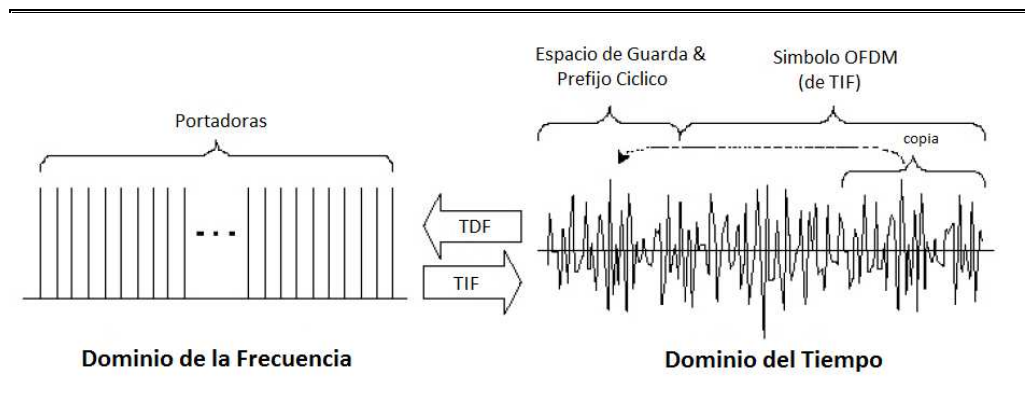 Espacio de Guarda &
Prefijo Ciclico
Simbolo OFDM
(de TIF)
Portadoras
copia
TDF
TIF
Dominio de la Frecuencia
Dominio del Tiempo